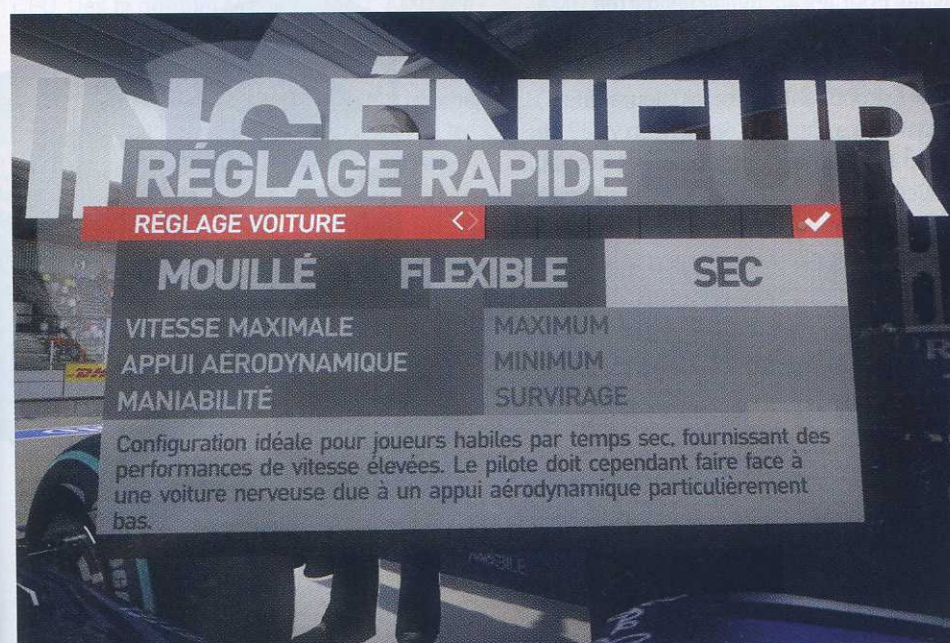 INGÉNIEUR
RÉGLAGE RAPIDE
RÉGLAGE VOITURE
MOUILLÉ FLEXIBLE SEC
VITESSE MAXIMALE MAXIMUM
APPUI AÉRODYNAMIQUE MINIMUM
MANIABILITÉ SURVIRAGE
Configuration idéale pour joueurs habiles par temps sec, fournissant des
performances de vitesse élevées. Le pilote doit cependant faire face à
une voiture nerveuse due à un appui aérodynamique particulièrement
bas.